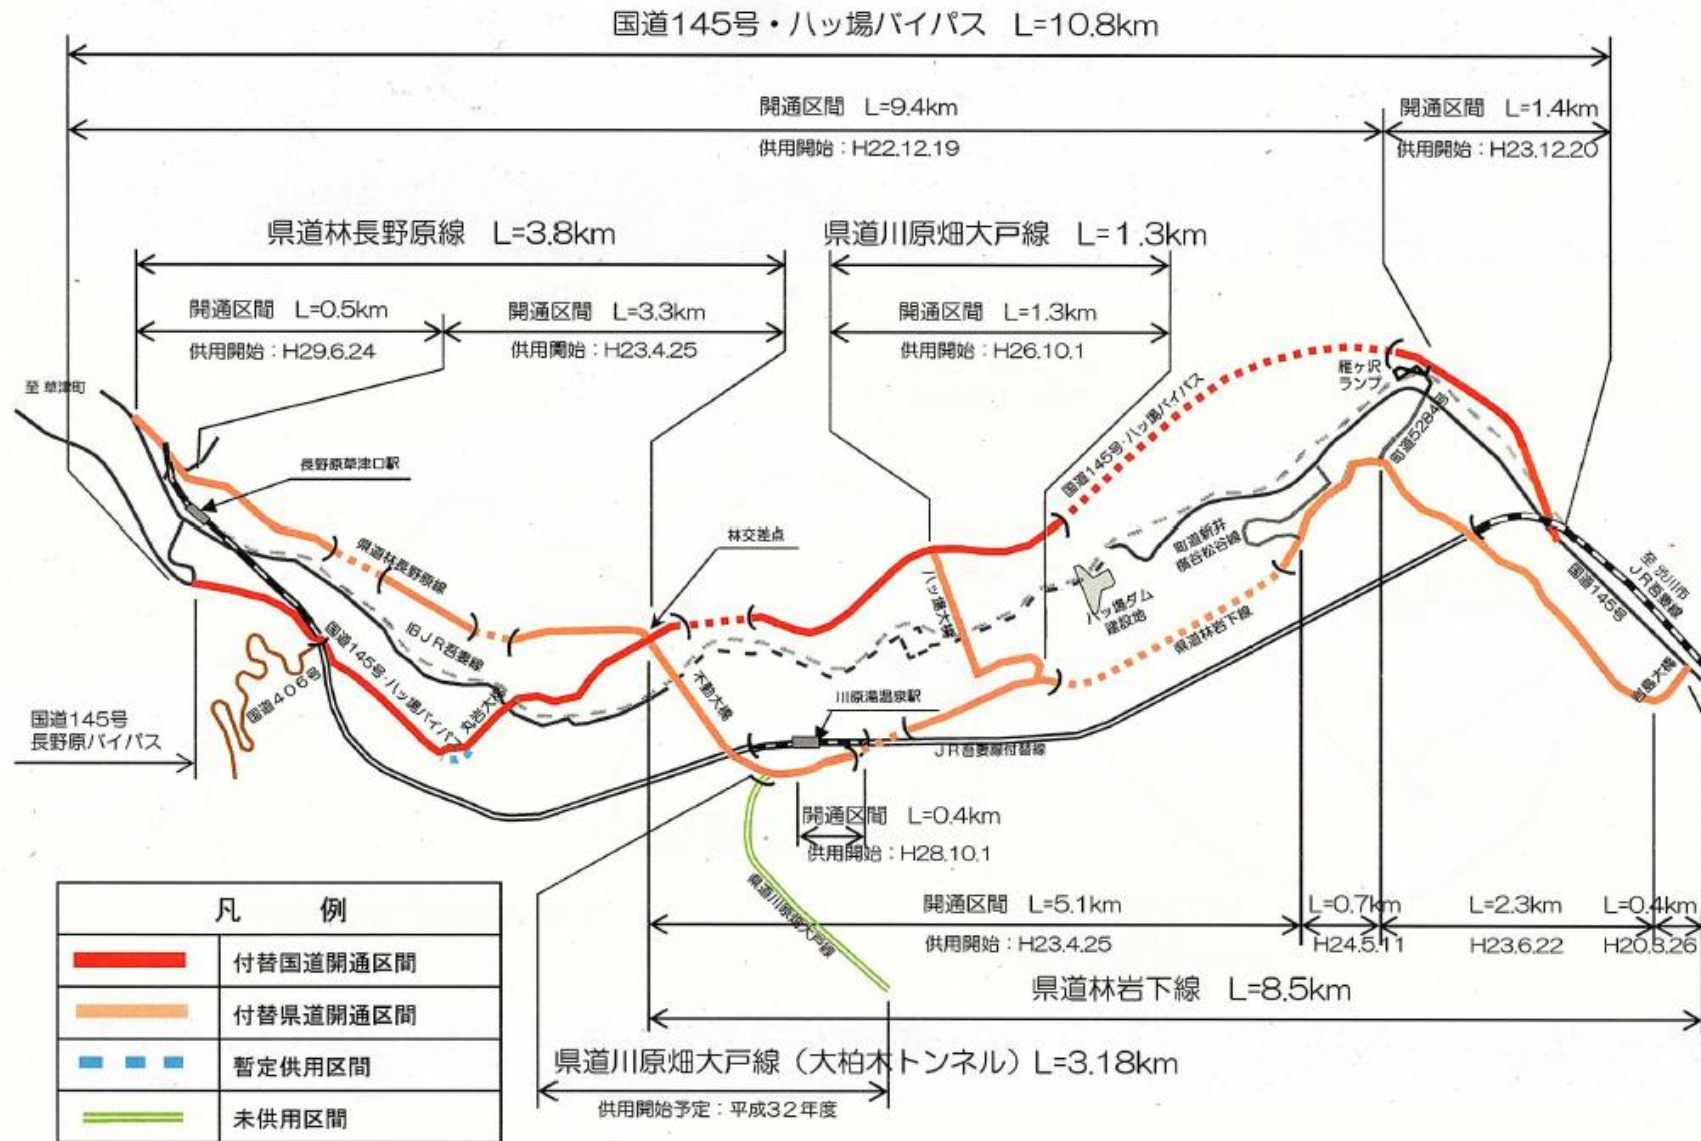 国道145号・八ッ場バイパス L=10.8km
開通区間 L=9.4km
供用開始：H22.12.19
開通区間 L=1.4km
供用開始：H23.12.20
県道林長野原線 L=3.8km
県道川原畑大戸線 L=1.3km
開通区間 L=0.5km
供用開始：H29.6.24
開通区間 L=3.3km
供用開始：H23.4.25
開通区間 L=1.3km
供用開始：H26.10.1
至 草津町
長野原草津口駅
県道林長野原線
林交差点
旧JR吾妻線
国道145号・八ッ場バイパス
国道406号
丸岩大橋
国道145号
長野原バイパス
不動大橋
川原湯温泉駅
JR吾妻線付替線
八ッ場大橋
国道145号・八ッ場バイパス
八ッ場ダム
建設地
町道新井
横谷松谷線
県道林岩下線
雁ヶ沢
ランプ
町道5284号
至 渋川市
JR吾妻線
国道145号
岩島大橋
開通区間 L=0.4km
供用開始：H28.10.1
県道川原畑大戸線
開通区間 L=5.1km
供用開始：H23.4.25
L=0.7km
H24.5.11
L=2.3km
H23.6.22
L=0.4km
H20.3.26
県道林岩下線 L=8.5km
県道川原畑大戸線（大柏木トンネル）L=3.18km
供用開始予定：平成32年度
凡 例
付替国道開通区間
付替県道開通区間
暫定供用区間
未供用区間